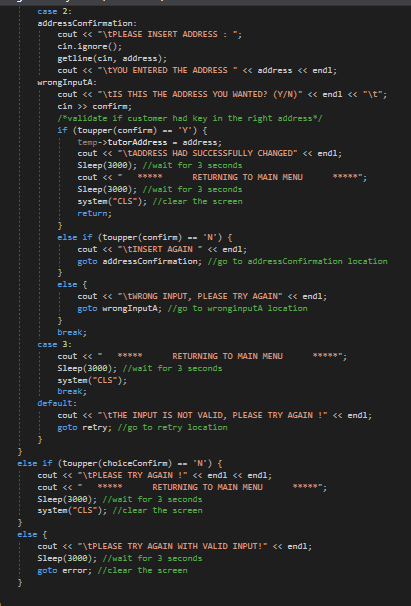 case 2:
addressConfirmation:
cout << "\tPLEASE INSERT ADDRESS : ";
cin.ignore();
getline(cin, address);
cout << "\tYOU ENTERED THE ADDRESS " << address << endl;
wrongInputA:
cout << "\tIS THIS THE ADDRESS YOU WANTED? (Y/N)" << endl << "\t";
cin >> confirm;
/*validate if customer had key in the right address*/
if (toupper(confirm) == 'Y') {
temp->tutorAddress = address;
cout << "\tADDRESS HAD SUCCESSFULLY CHANGED" << endl;
Sleep(3000); //wait for 3 seconds
cout << "   *****      RETURNING TO MAIN MENU      *****";
Sleep(3000); //wait for 3 seconds
system("CLS"); //clear the screen
return;
}
else if (toupper(confirm) == 'N') {
cout << "\tINSERT AGAIN " << endl;
goto addressConfirmation; //go to addressConfirmation location
}
else {
cout << "\tWRONG INPUT, PLEASE TRY AGAIN" << endl;
goto wrongInputA; //go to wronginputA location
}
break;
case 3:
cout << "   *****      RETURNING TO MAIN MENU      *****";
Sleep(3000); //wait for 3 seconds
system("CLS");
break;
default:
cout << "\tTHE INPUT IS NOT VALID, PLEASE TRY AGAIN !" << endl;
goto retry; //go to retry location
}
}
else if (toupper(choiceConfirm) == 'N') {
cout << "\tPLEASE TRY AGAIN !" << endl << endl;
cout << "   *****      RETURNING TO MAIN MENU      *****";
Sleep(3000); //wait for 3 seconds
system("CLS"); //clear the screen
}
else {
cout << "\tPLEASE TRY AGAIN WITH VALID INPUT!" << endl;
Sleep(3000); //wait for 3 seconds
goto error; //clear the screen
}